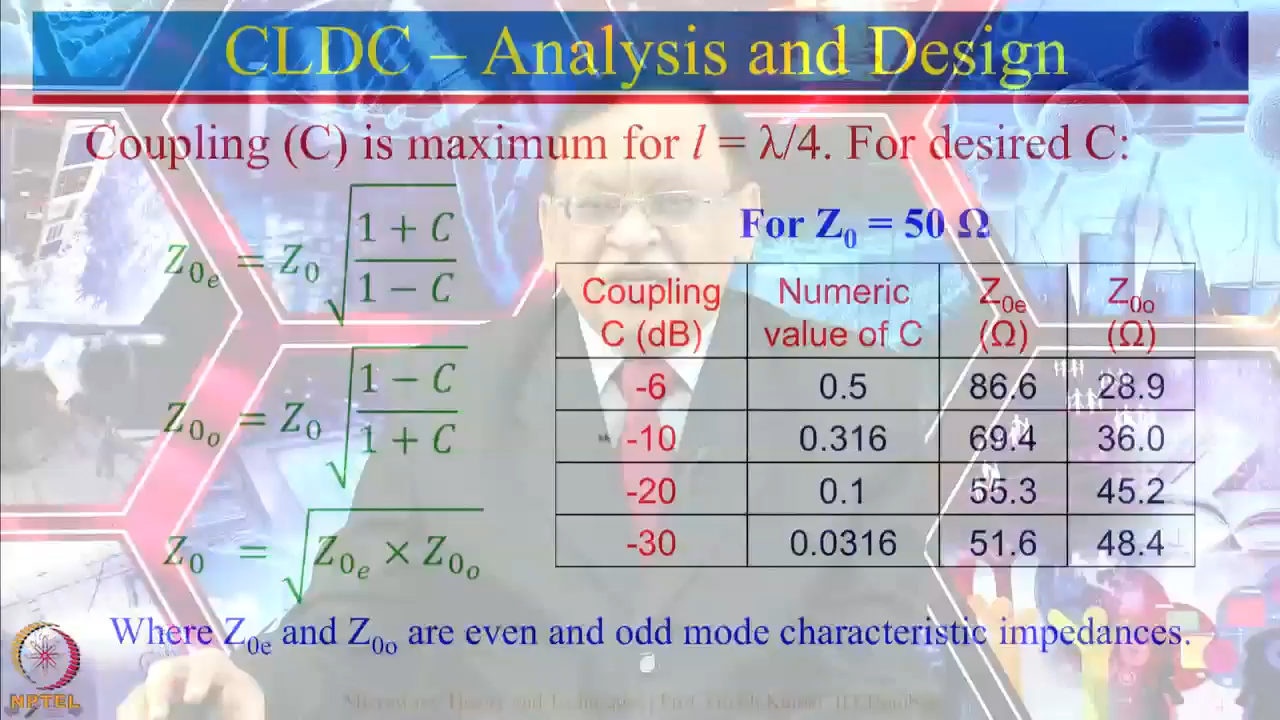 CLDC – Analysis and Design
Coupling (C) is maximum for l = λ/4. For desired C:
Z0e = Z0 √((1 + C)/(1 − C))
Z0o = Z0 √((1 − C)/(1 + C))
Z0 = √(Z0e × Z0o)
For Z0 = 50 Ω
Coupling C (dB) Numeric value of C Z0e (Ω) Z0o (Ω)
-6 0.5 86.6 28.9
-10 0.316 69.4 36.0
-20 0.1 55.3 45.2
-30 0.0316 51.6 48.4
Where Z0e and Z0o are even and odd mode characteristic impedances.
NPTEL